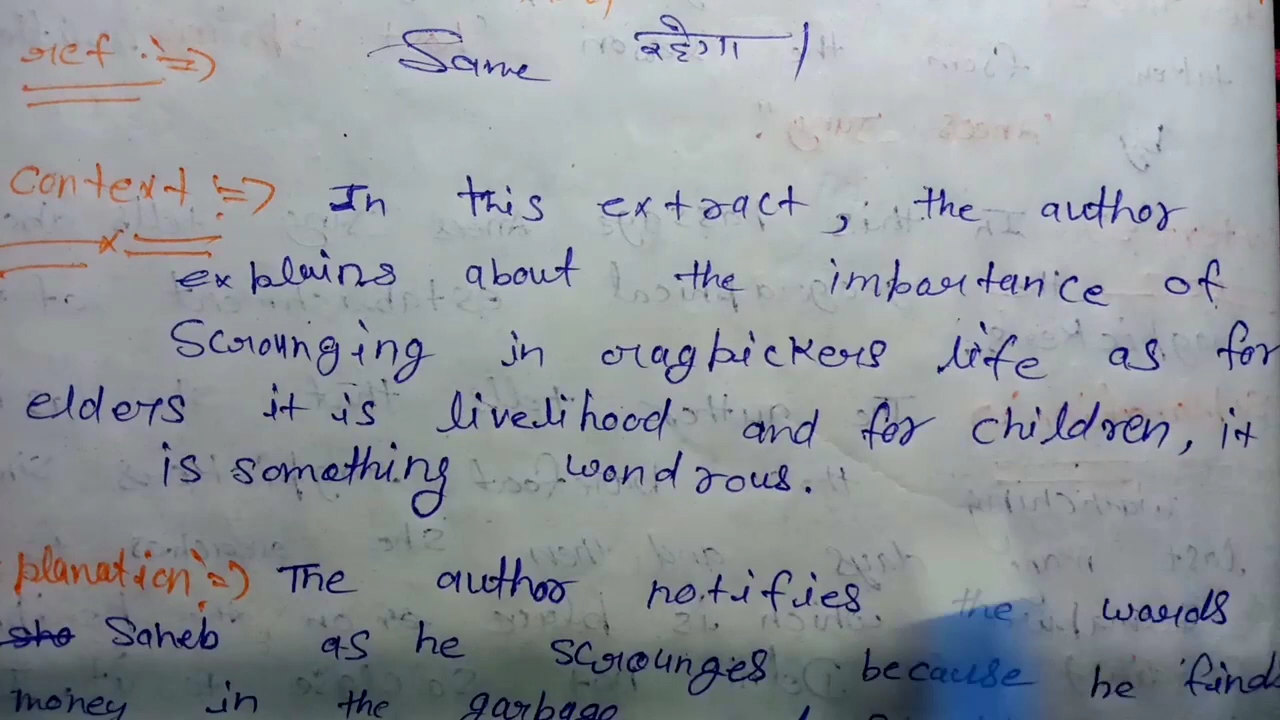 ref :=> Same रहेगा।
Context :=> In this extract, the author
explains about the importance of
Scrounging in ragpickers life as for
elders it is livelihood and for children, it
is something wondrous.
planation :=> The author notifies the words
Saheb as he scrounges because he finds
money in the garbage